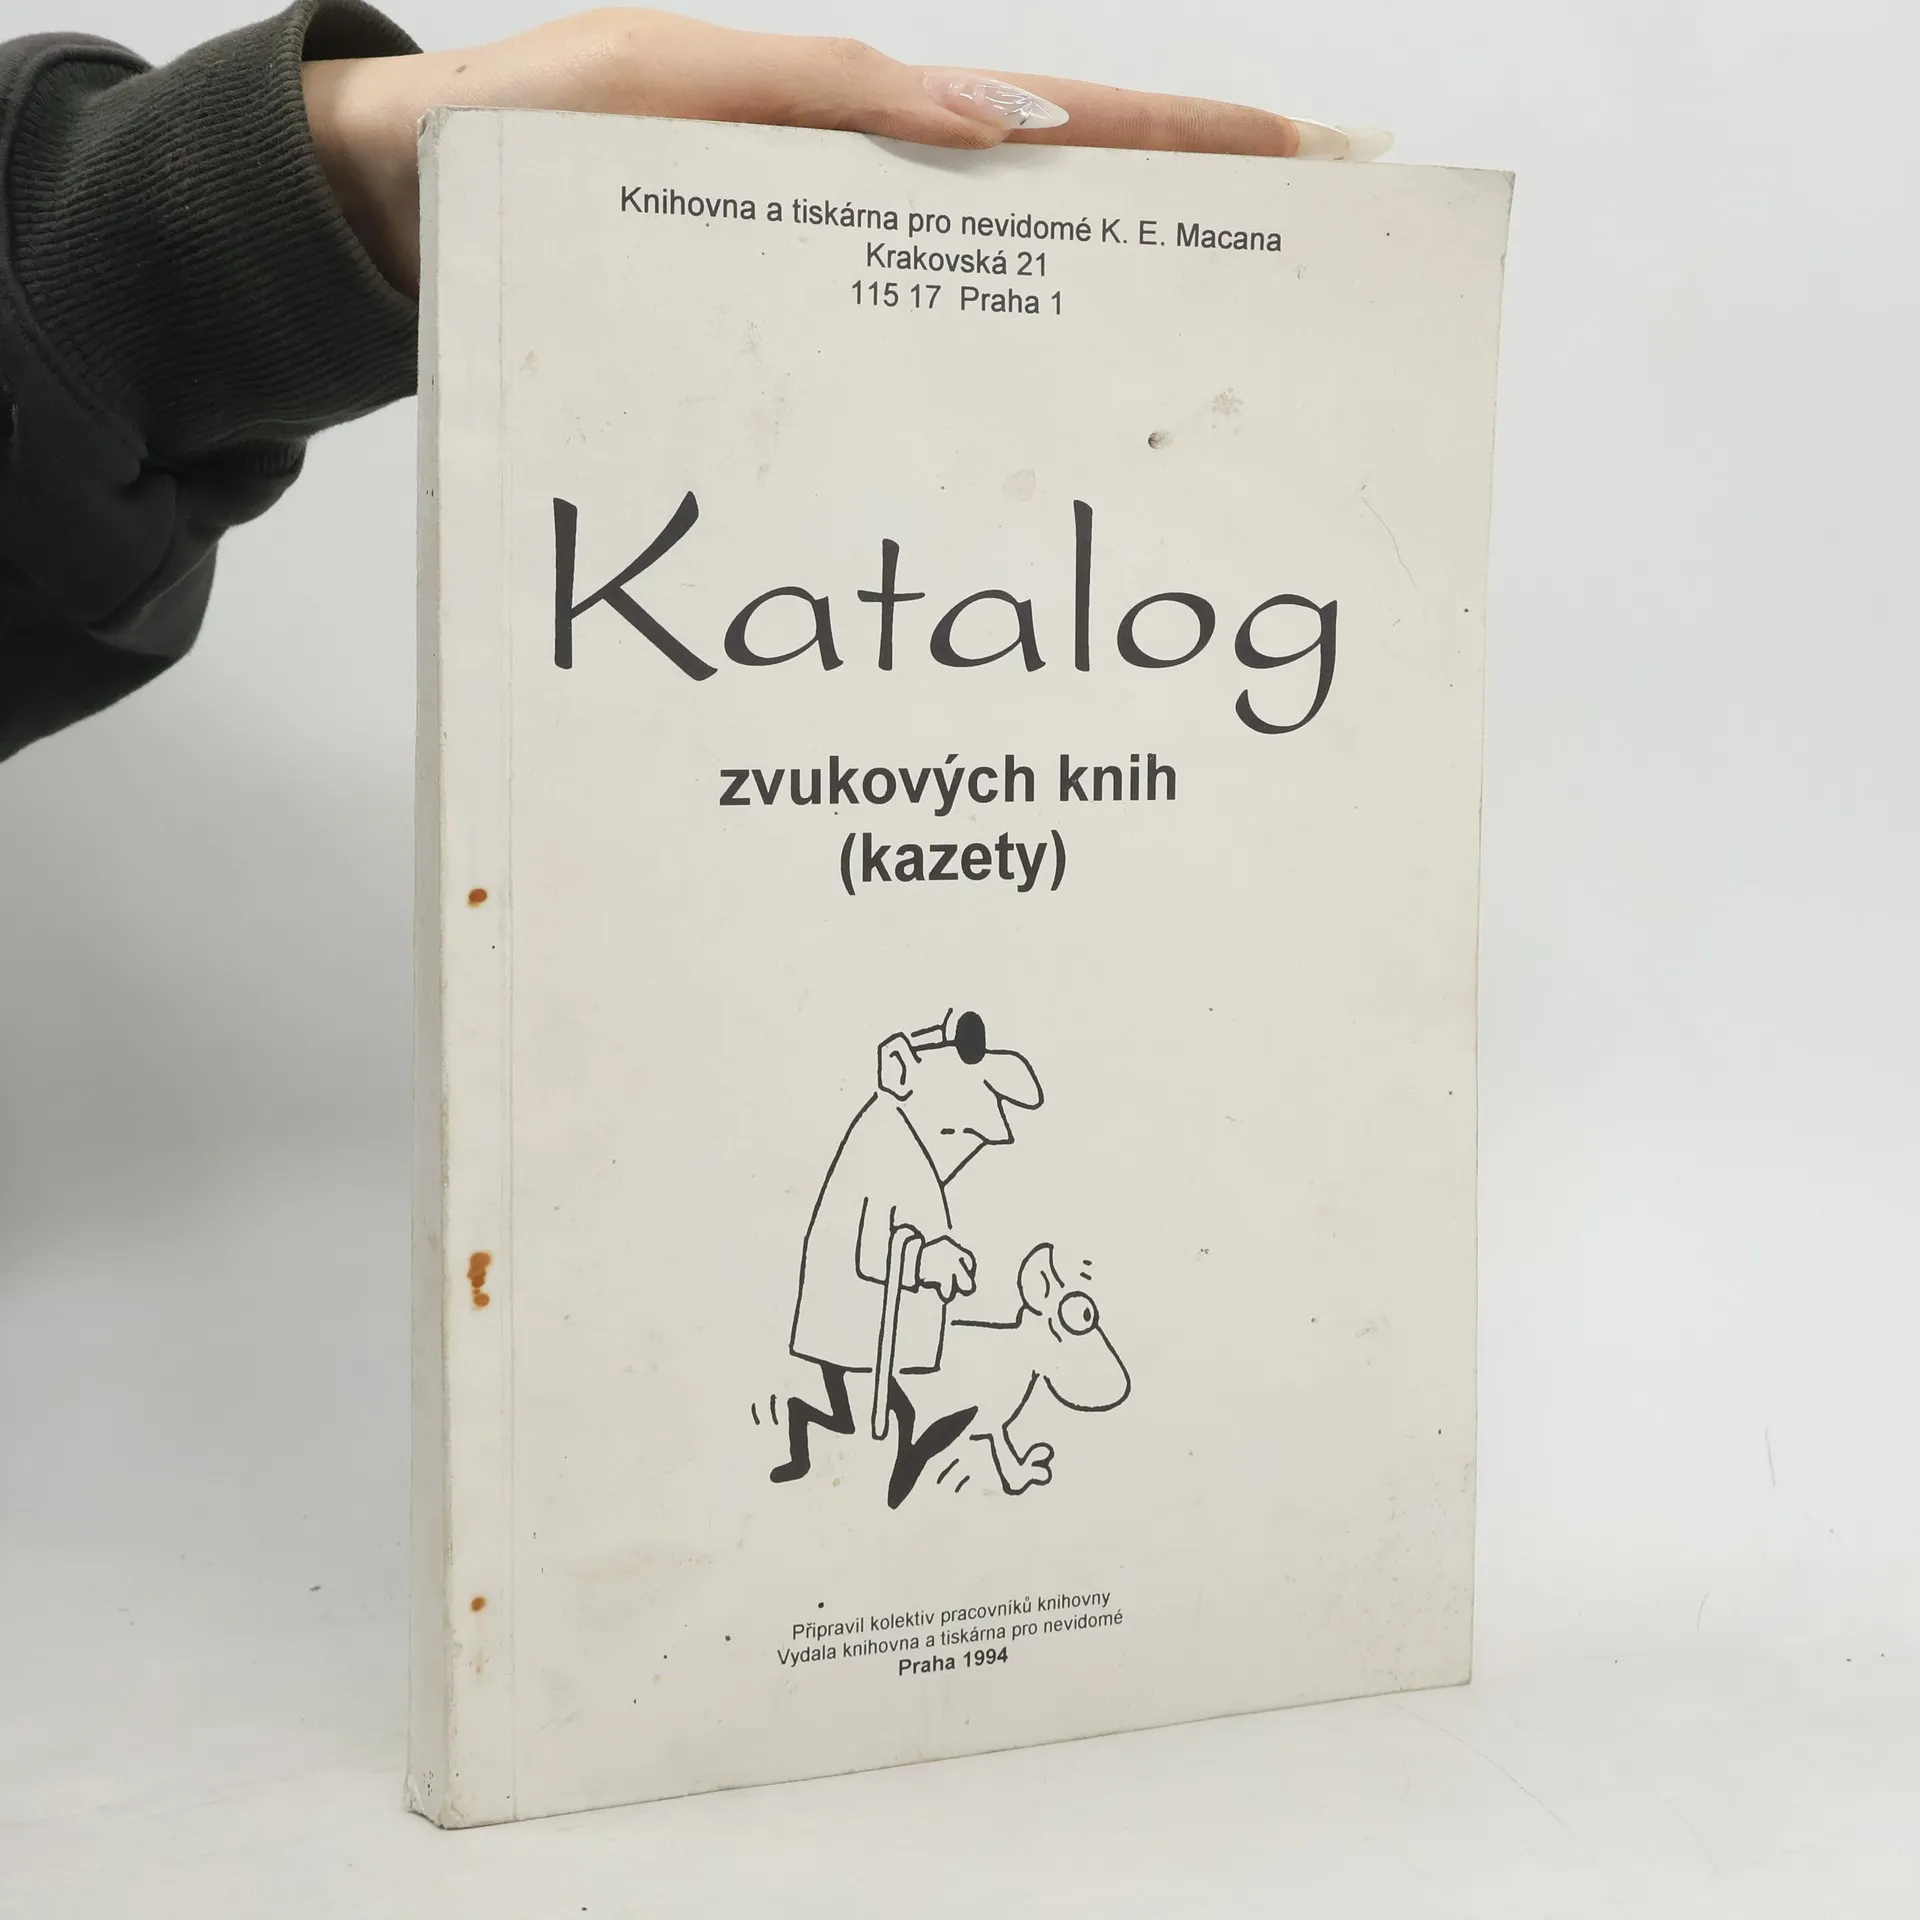 Knihovna a tiskárna pro nevidomé K. E. Macana
Krakovská 21
115 17 Praha 1
Katalog
zvukových knih
(kazety)
Připravil kolektiv pracovníků knihovny
Vydala knihovna a tiskárna pro nevidomé
Praha 1994